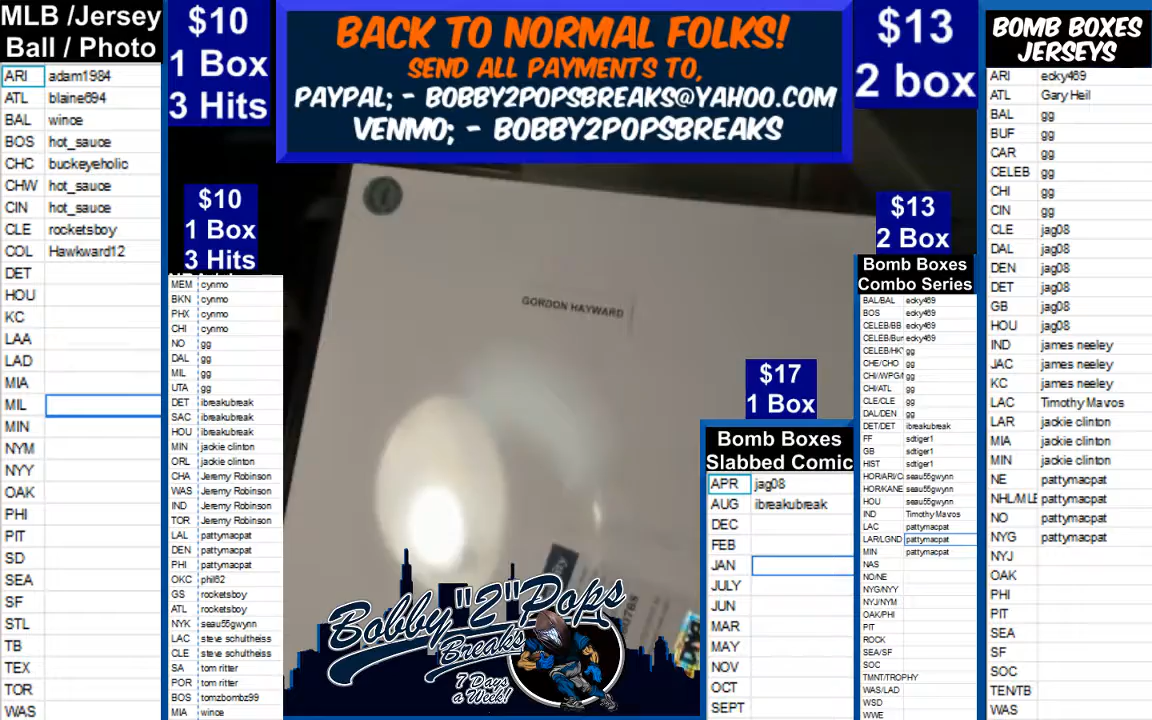 MLB /Jersey
Ball / Photo
ARI adam1984
ATL blaine694
BAL wince
BOS hot_sauce
CHC buckeyeholic
CHW hot_sauce
CIN hot_sauce
CLE rocketsboy
COL Hawkward12
DET
HOU
KC
LAA
LAD
MIA
MIL
MIN
NYM
NYY
OAK
PHI
PIT
SD
SEA
SF
STL
TB
TEX
TOR
WAS
$10
1 Box
3 Hits
$10
1 Box
3 Hits
MEM cynmo
BKN cynmo
PHX cynmo
CHI cynmo
NO gg
DAL gg
MIL gg
UTA gg
DET ibreakubreak
SAC ibreakubreak
HOU ibreakubreak
MIN jackie clinton
ORL jackie clinton
CHA Jeremy Robinson
WAS Jeremy Robinson
IND Jeremy Robinson
TOR Jeremy Robinson
LAL pattymacpat
DEN pattymacpat
PHI pattymacpat
OKC phil62
GS rocketsboy
ATL rocketsboy
NYK seau55gwynn
LAC steve schultheiss
CLE steve schultheiss
SA tom ritter
POR tom ritter
BOS tomzbombz99
MIA wince
BACK TO NORMAL FOLKS!
SEND ALL PAYMENTS TO,
PAYPAL; - BOBBY2POPSBREAKS@YAHOO.COM
VENMO; - BOBBY2POPSBREAKS
GORDON HAYWARD
Bobby "2" Pops
Breaks
7 Days
a Week!
$17
1 Box
Bomb Boxes
Slabbed Comic
APR jag08
AUG ibreakubreak
DEC
FEB
JAN
JULY
JUN
MAR
MAY
NOV
OCT
SEPT
$13
2 box
$13
2 Box
Bomb Boxes
Combo Series
BAL/BAL ecky469
BOS ecky469
CELEB/BB ecky469
CELEB/Bur ecky469
CELEB/HK gg
CHE/CHO gg
CHI/WPG/ gg
CHI/ATL gg
CLE/CLE gg
DAL/DEN gg
DET/DET ibreakubreak
FF sdtiger1
GB sdtiger1
HIST sdtiger1
HOR/ARI/C seau55gwynn
HOR/KANE seau55gwynn
HOU seau55gwynn
IND Timothy Mavros
LAC pattymacpat
LAR/LGND pattymacpat
MIN pattymacpat
NAS
NO/NE
NYG/NYY
NYJ/NYM
OAK/PHI
PIT
ROCK
SEA/SF
SOC
TMNT/TROPHY
WAS/LAD
WSD
WWE
BOMB BOXES
JERSEYS
ARI ecky469
ATL Gary Heil
BAL gg
BUF gg
CAR gg
CELEB gg
CHI gg
CIN gg
CLE jag08
DAL jag08
DEN jag08
DET jag08
GB jag08
HOU jag08
IND james neeley
JAC james neeley
KC james neeley
LAC Timothy Mavros
LAR jackie clinton
MIA jackie clinton
MIN jackie clinton
NE pattymacpat
NHL/MLE pattymacpat
NO pattymacpat
NYG pattymacpat
NYJ
OAK
PHI
PIT
SEA
SF
SOC
TEN/TB
WAS